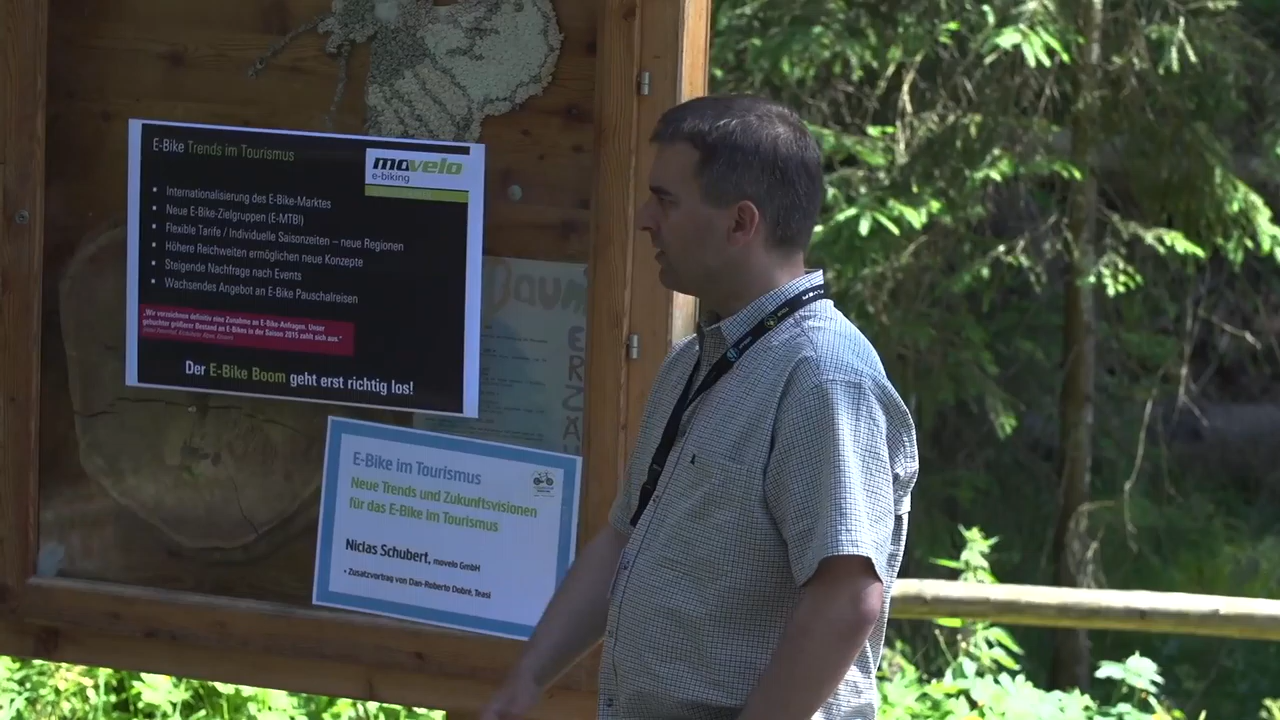 E-Bike Trends im Tourismus
movelo
e-biking
▪ Internationalisierung des E-Bike-Marktes
▪ Neue E-Bike-Zielgruppen (E-MTB!)
▪ Flexible Tarife / Individuelle Saisonzeiten – neue Regionen
▪ Höhere Reichweiten ermöglichen neue Konzepte
▪ Steigende Nachfrage nach Events
▪ Wachsendes Angebot an E-Bike Pauschalreisen
„Wir verzeichnen definitiv eine Zunahme an E-Bike-Anfragen. Unser
gebuchter größerer Bestand an E-Bikes in der Saison 2015 zahlt sich aus."
Der E-Bike Boom geht erst richtig los!
E-Bike im Tourismus
Neue Trends und Zukunftsvisionen
für das E-Bike im Tourismus
Niclas Schubert, movelo GmbH
+ Zusatzvortrag von Dan-Roberto Dobré, Teasi